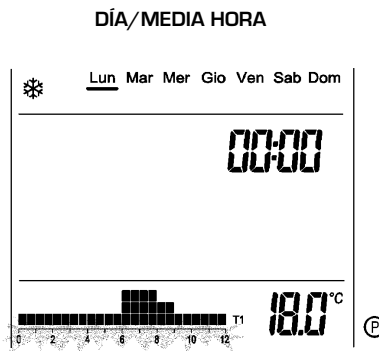 DÍA/MEDIA HORA
Lun Mar Mer Gio Ven Sab Dom
00:00
T1
18.0°C
P
0 2 4 6 8 10 12